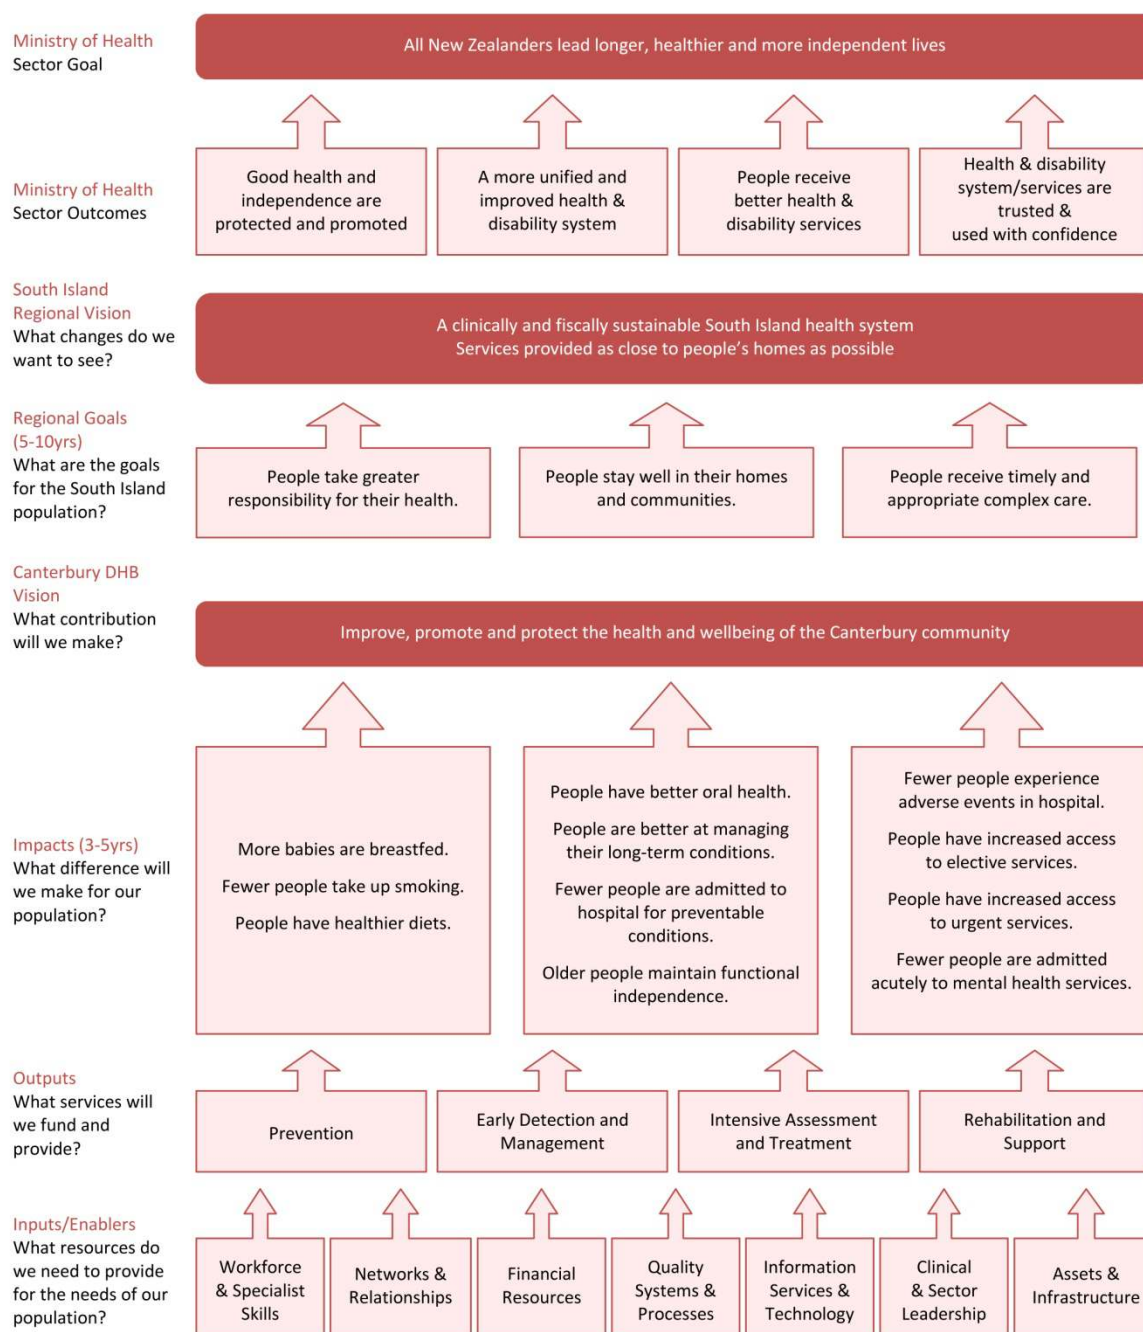 Ministry of Health
Sector Goal
All New Zealanders lead longer, healthier and more independent lives
Ministry of Health
Sector Outcomes
Good health and
independence are
protected and promoted
A more unified and
improved health &
disability system
People receive
better health &
disability services
Health & disability
system/services are
trusted &
used with confidence
South Island
Regional Vision
What changes do we
want to see?
A clinically and fiscally sustainable South Island health system
Services provided as close to people’s homes as possible
Regional Goals
(5-10yrs)
What are the goals
for the South Island
population?
People take greater
responsibility for their health.
People stay well in their homes
and communities.
People receive timely and
appropriate complex care.
Canterbury DHB
Vision
What contribution
will we make?
Improve, promote and protect the health and wellbeing of the Canterbury community
Impacts (3-5yrs)
What difference will
we make for our
population?
More babies are breastfed.
Fewer people take up smoking.
People have healthier diets.
People have better oral health.
People are better at managing
their long-term conditions.
Fewer people are admitted to
hospital for preventable
conditions.
Older people maintain functional
independence.
Fewer people experience
adverse events in hospital.
People have increased access
to elective services.
People have increased access
to urgent services.
Fewer people are admitted
acutely to mental health services.
Outputs
What services will
we fund and
provide?
Prevention
Early Detection and
Management
Intensive Assessment
and Treatment
Rehabilitation and
Support
Inputs/Enablers
What resources do
we need to provide
for the needs of our
population?
Workforce
& Specialist
Skills
Networks &
Relationships
Financial
Resources
Quality
Systems &
Processes
Information
Services &
Technology
Clinical
& Sector
Leadership
Assets &
Infrastructure